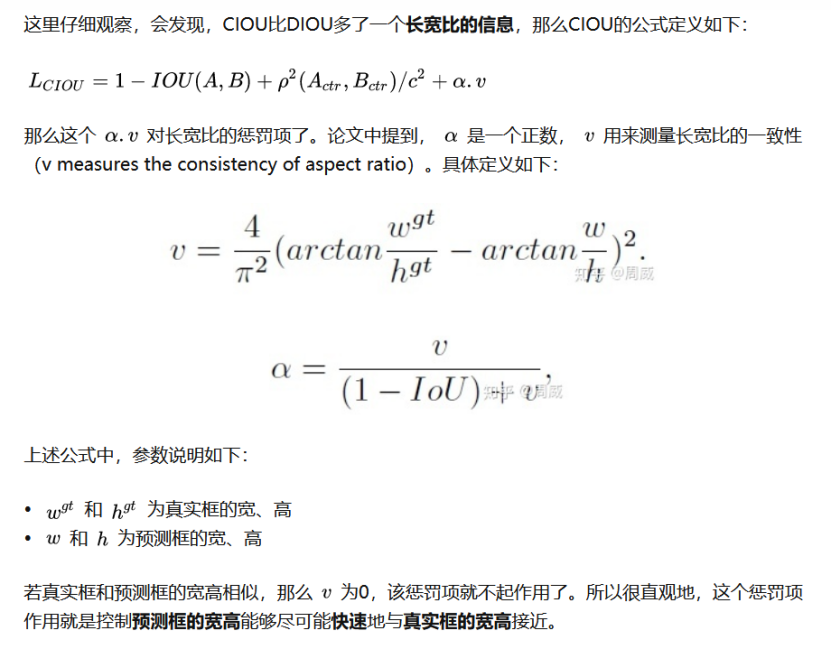 这里仔细观察，会发现，CIOU比DIOU多了一个长宽比的信息，那么CIOU的公式定义如下：
L_{CIOU} = 1 − IOU(A, B) + ρ²(A_{ctr}, B_{ctr})/c² + α.v
那么这个 α.v 对长宽比的惩罚项了。论文中提到， α 是一个正数， v 用来测量长宽比的一致性
（v measures the consistency of aspect ratio）。具体定义如下：
v = \frac{4}{π²}(arctan\frac{w^{gt}}{h^{gt}} − arctan\frac{w}{h})².
知乎 @周威
α = \frac{v}{(1 − IoU) + v},
知乎 @周威
上述公式中，参数说明如下：
• w^{gt} 和 h^{gt} 为真实框的宽、高
• w 和 h 为预测框的宽、高
若真实框和预测框的宽高相似，那么 v 为0，该惩罚项就不起作用了。所以很直观地，这个惩罚项
作用就是控制预测框的宽高能够尽可能快速地与真实框的宽高接近。